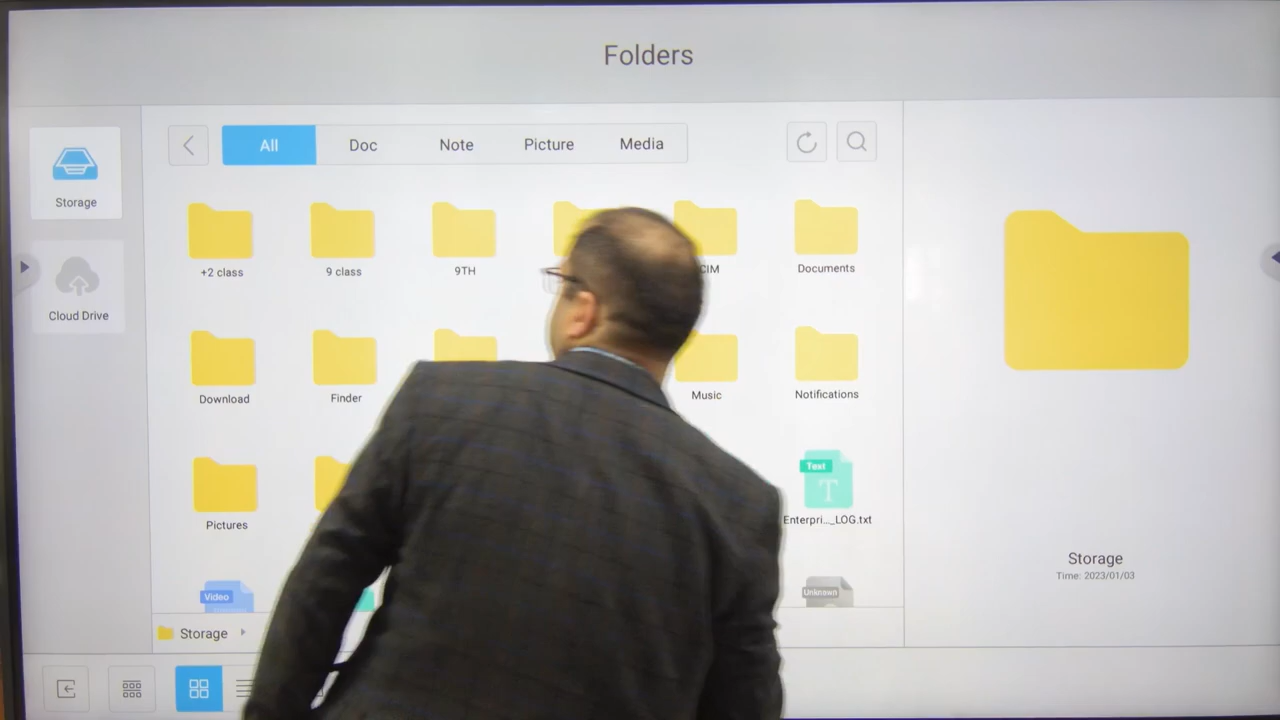 Folders
All Doc Note Picture Media
Storage
Cloud Drive
+2 class 9 class 9TH CIM Documents
Download Finder Music Notifications
Pictures Enterpri..._LOG.txt
Text
T
Video Unknown
Storage
Storage
Time: 2023/01/03